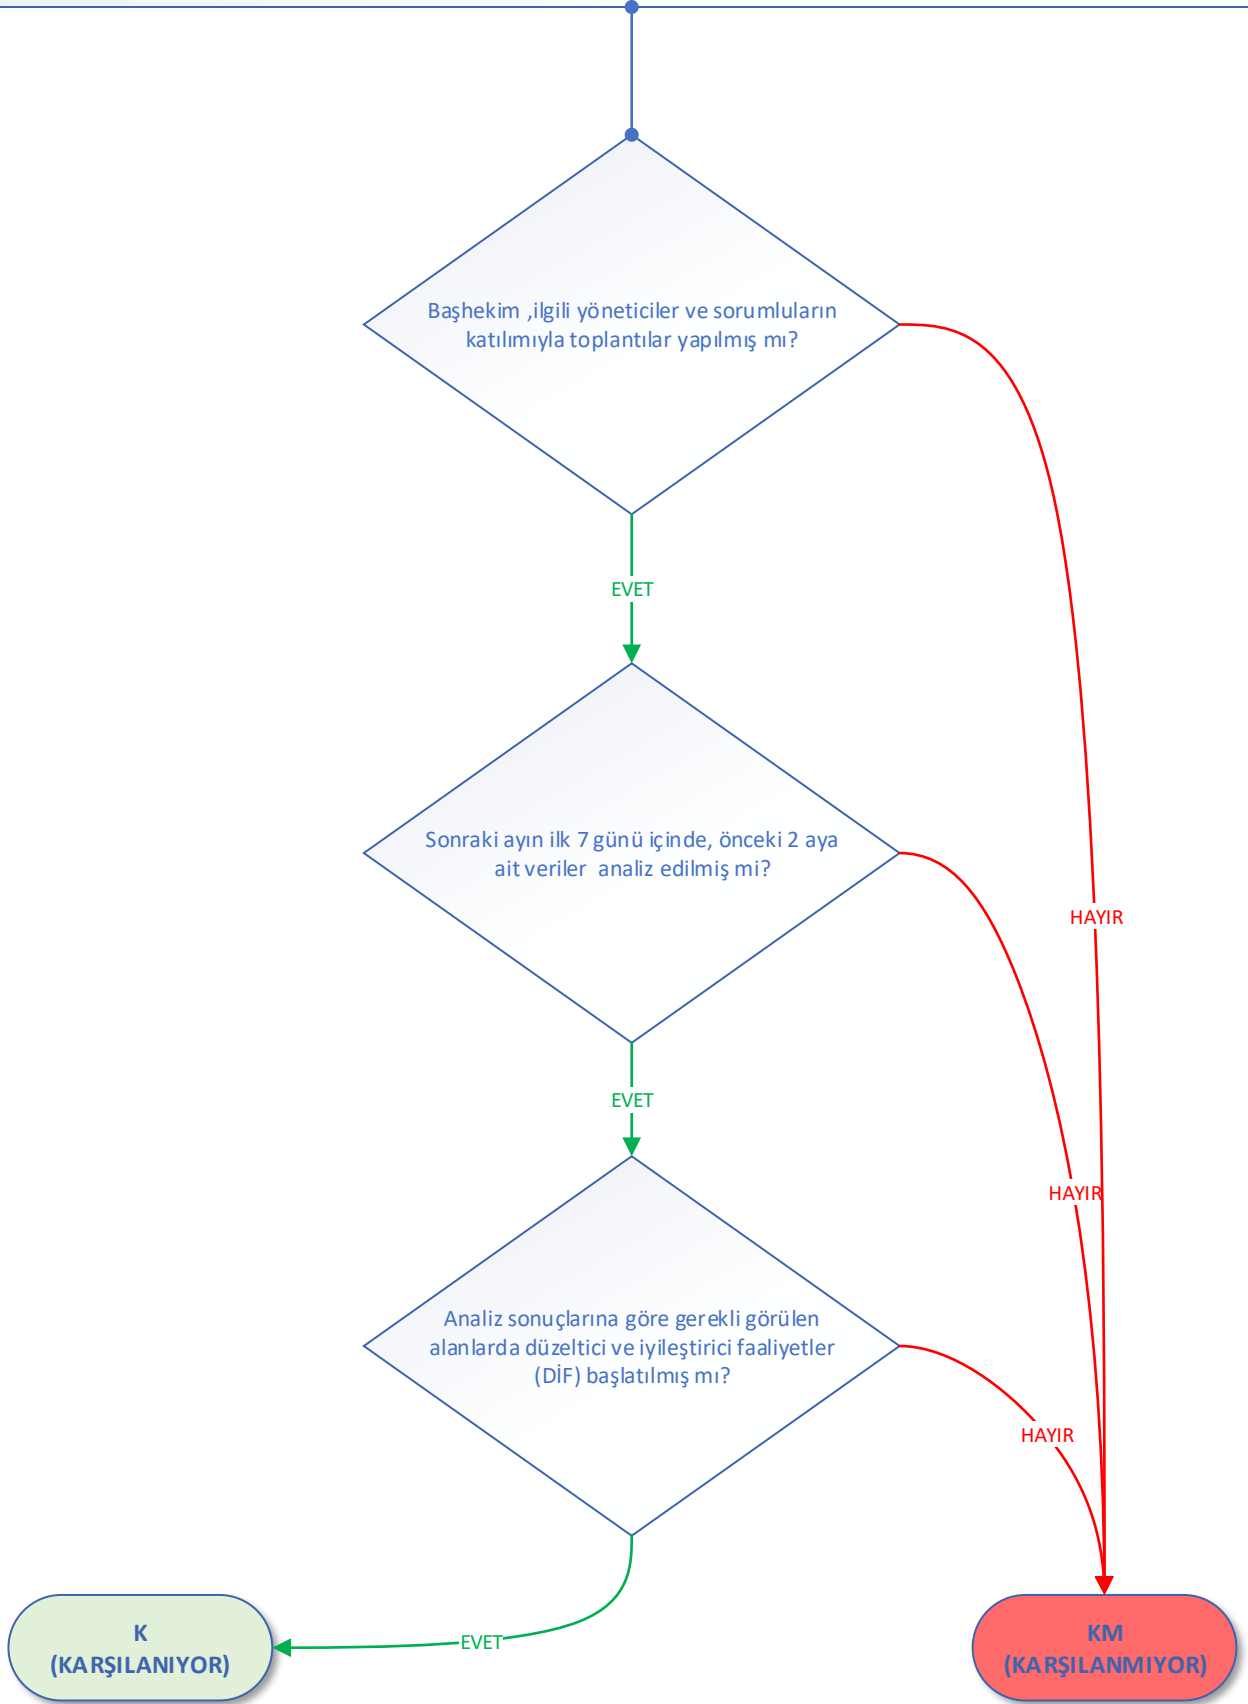 Başhekim ,ilgili yöneticiler ve sorumluların
katılımıyla toplantılar yapılmış mı?
EVET
Sonraki ayın ilk 7 günü içinde, önceki 2 aya
ait veriler  analiz edilmiş mi?
HAYIR
EVET
HAYIR
Analiz sonuçlarına göre gerekli görülen
alanlarda düzeltici ve iyileştirici faaliyetler
(DİF) başlatılmış mı?
HAYIR
EVET
K
(KARŞILANIYOR)
KM
(KARŞILANMIYOR)